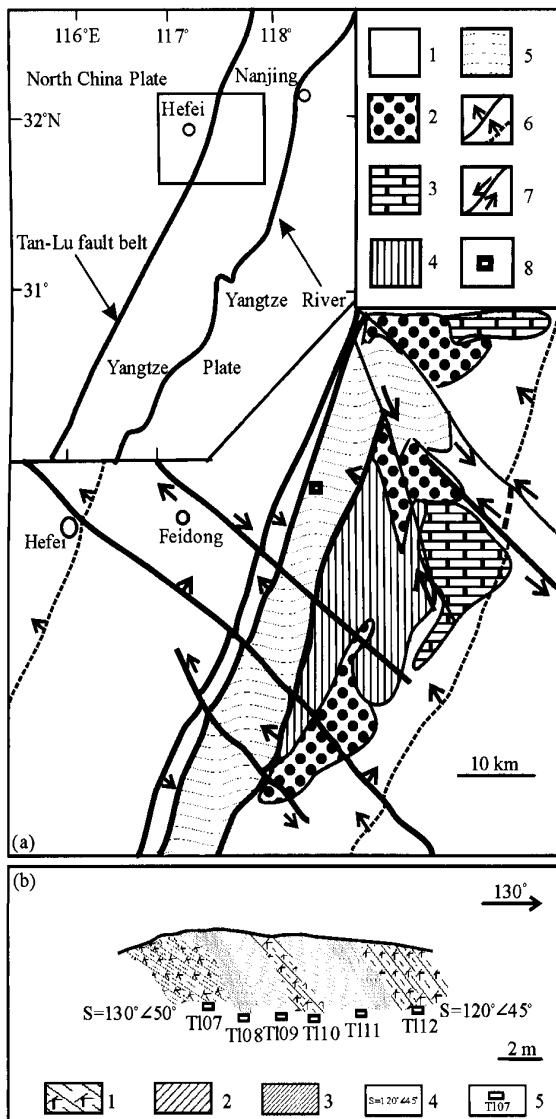 116°E 117° 118°
North China Plate
Nanjing
Hefei
32°N
Tan-Lu fault belt
31°
Yangtze River
Yangtze Plate
1 5
2 6
3 7
4 8
Hefei
Feidong
10 km
(a)
(b)
130°
S=130°∠50°
Tl07
Tl08
Tl09
Tl10
Tl11
Tl12
S=120°∠45°
2 m
1 2 3 S=120°∠45° 4 Tl07 5